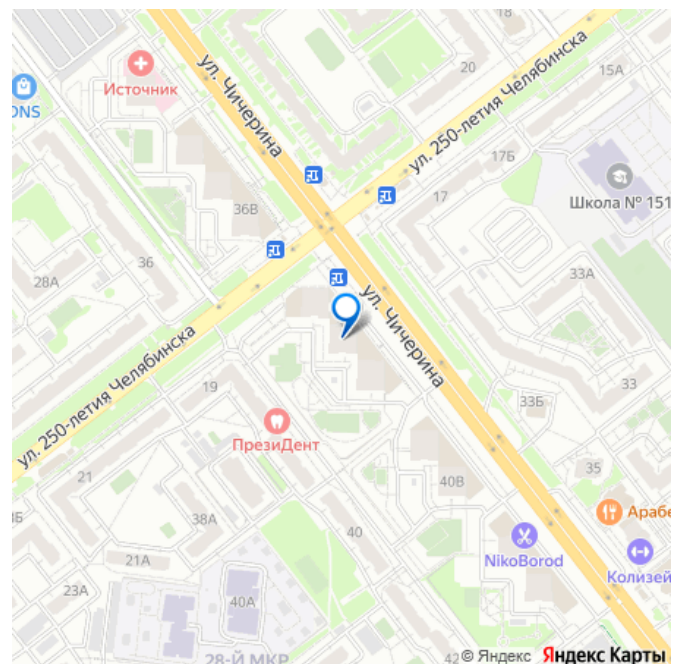 18
20
15А
Источник
ул. Чичерина
ул. 250-летия Челябинска
DNS
17Б
Школа № 151
17
36В
36
28А
33А
ул. Чичерина
ул. 250-летия Челябинска
19
33
33Б
ПрезиДент
21
35
40В
Арабе
38А
40
NikoBorod
Колизей
21А
23А
40А
28-Й МКР
42
© Яндекс Яндекс Карты